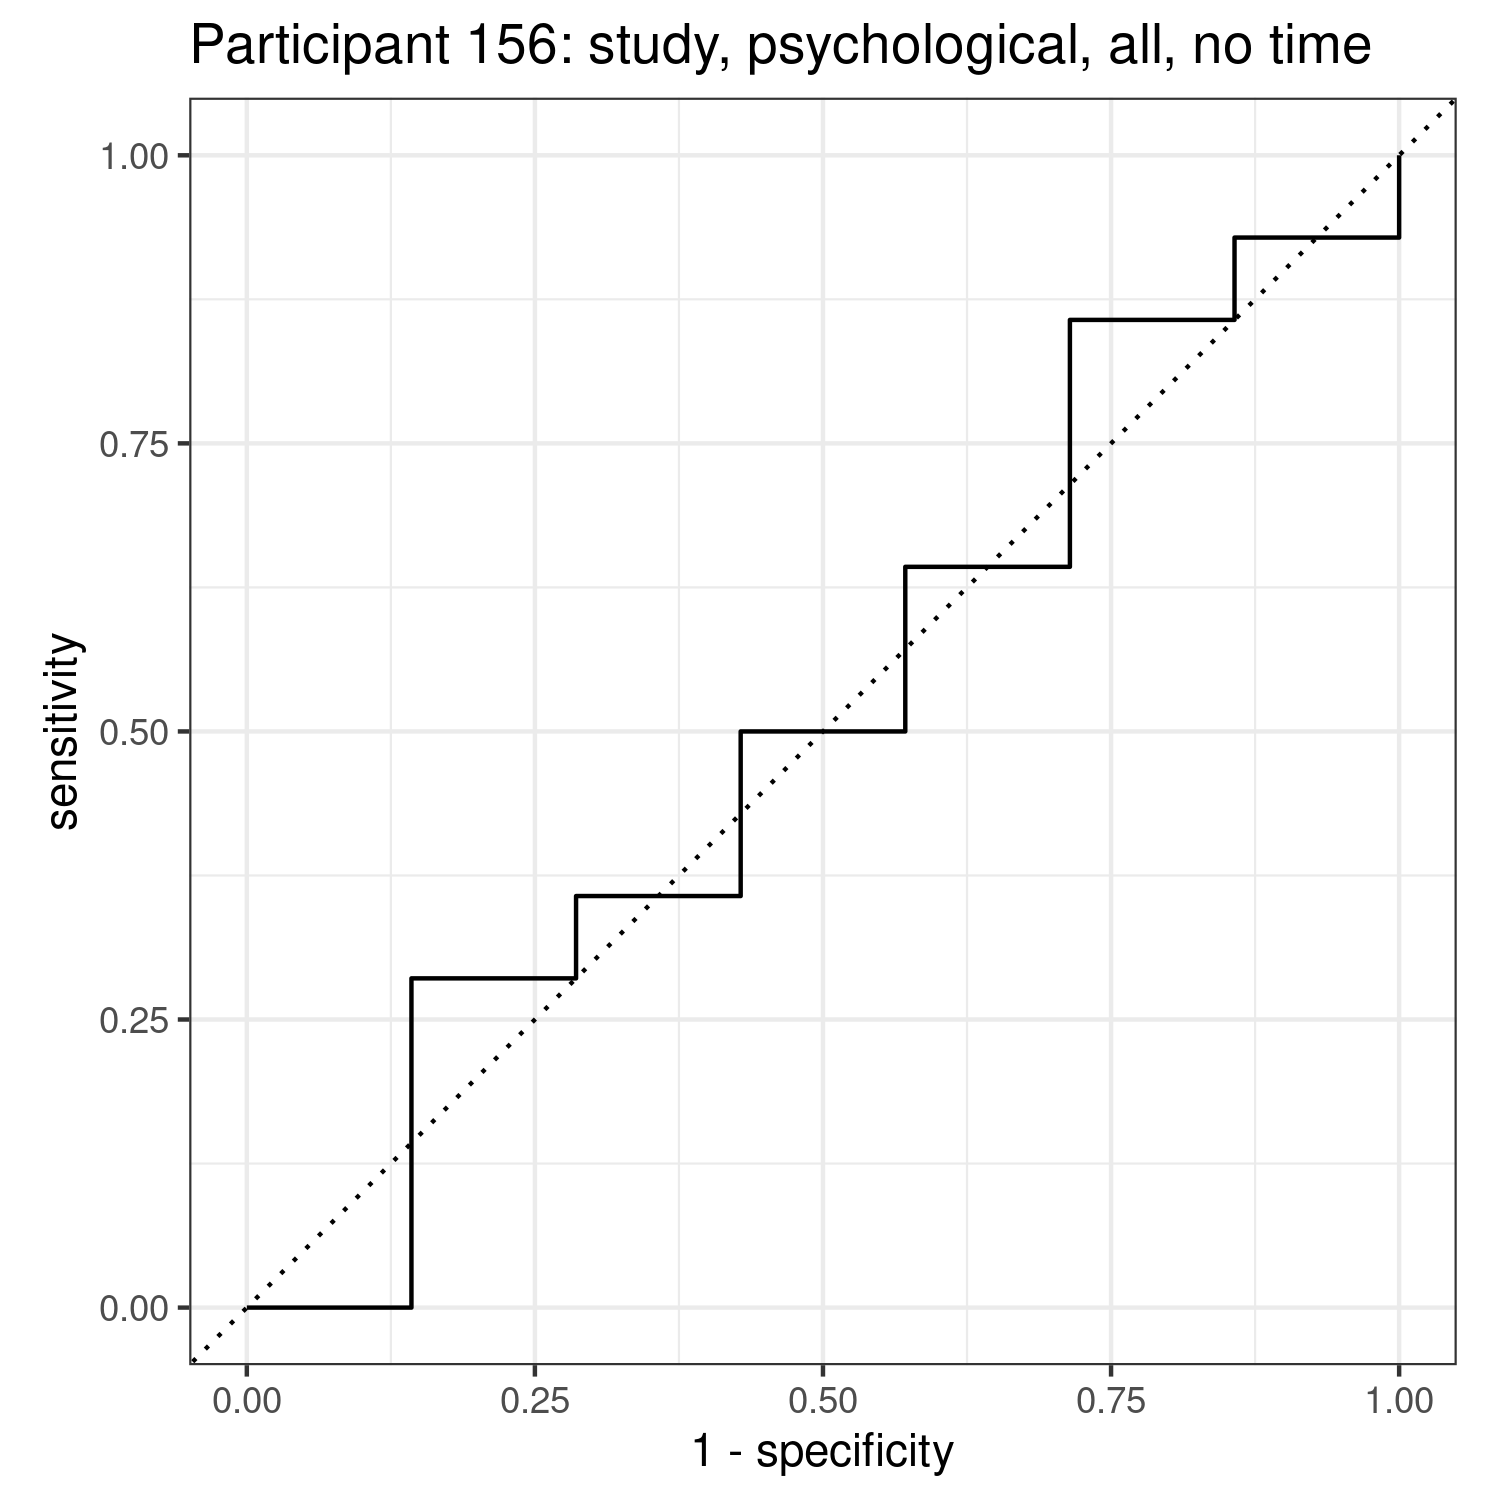 Participant 156: study, psychological, all, no time
1.00
0.75
0.50
0.25
0.00
sensitivity
0.00 0.25 0.50 0.75 1.00
1 - specificity